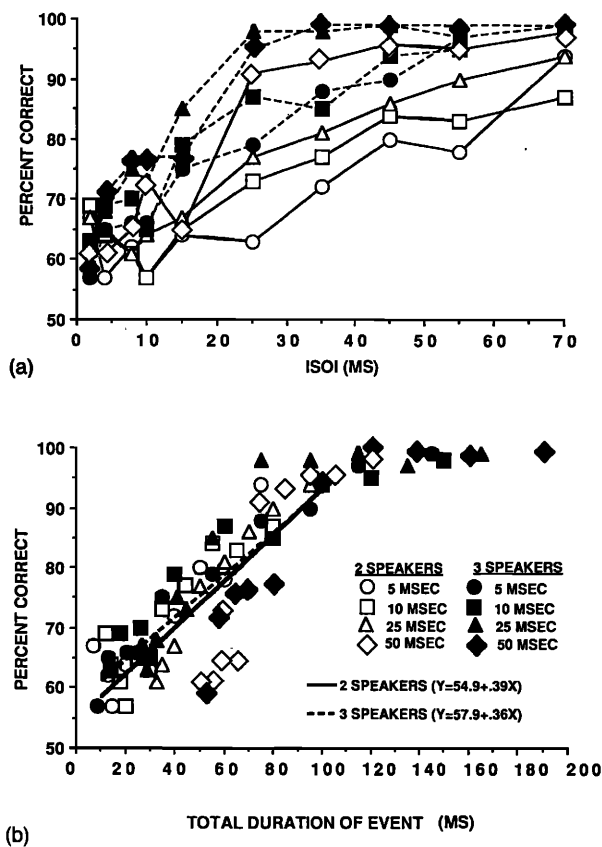 100
90
80
70
60
50
PERCENT CORRECT
0 10 20 30 40 50 60 70
ISOI (MS)
(a)
100
90
80
70
60
50
PERCENT CORRECT
2 SPEAKERS 3 SPEAKERS
5 MSEC 5 MSEC
10 MSEC 10 MSEC
25 MSEC 25 MSEC
50 MSEC 50 MSEC
2 SPEAKERS (Y=54.9+.39X)
3 SPEAKERS (Y=57.9+.36X)
0 20 40 60 80 100 120 140 160 180 200
TOTAL DURATION OF EVENT (MS)
(b)